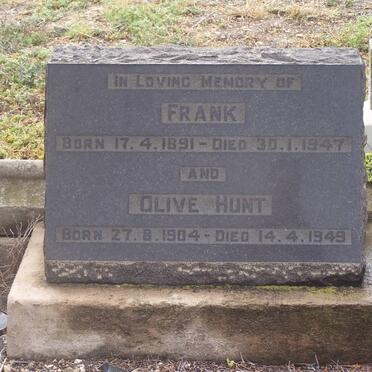 In Loving Memory of
FRANK
Born 17.4.1891 – Died 30.1.1947
AND
OLIVE HUNT
Born 27.8.1904 – Died 14.4.1949